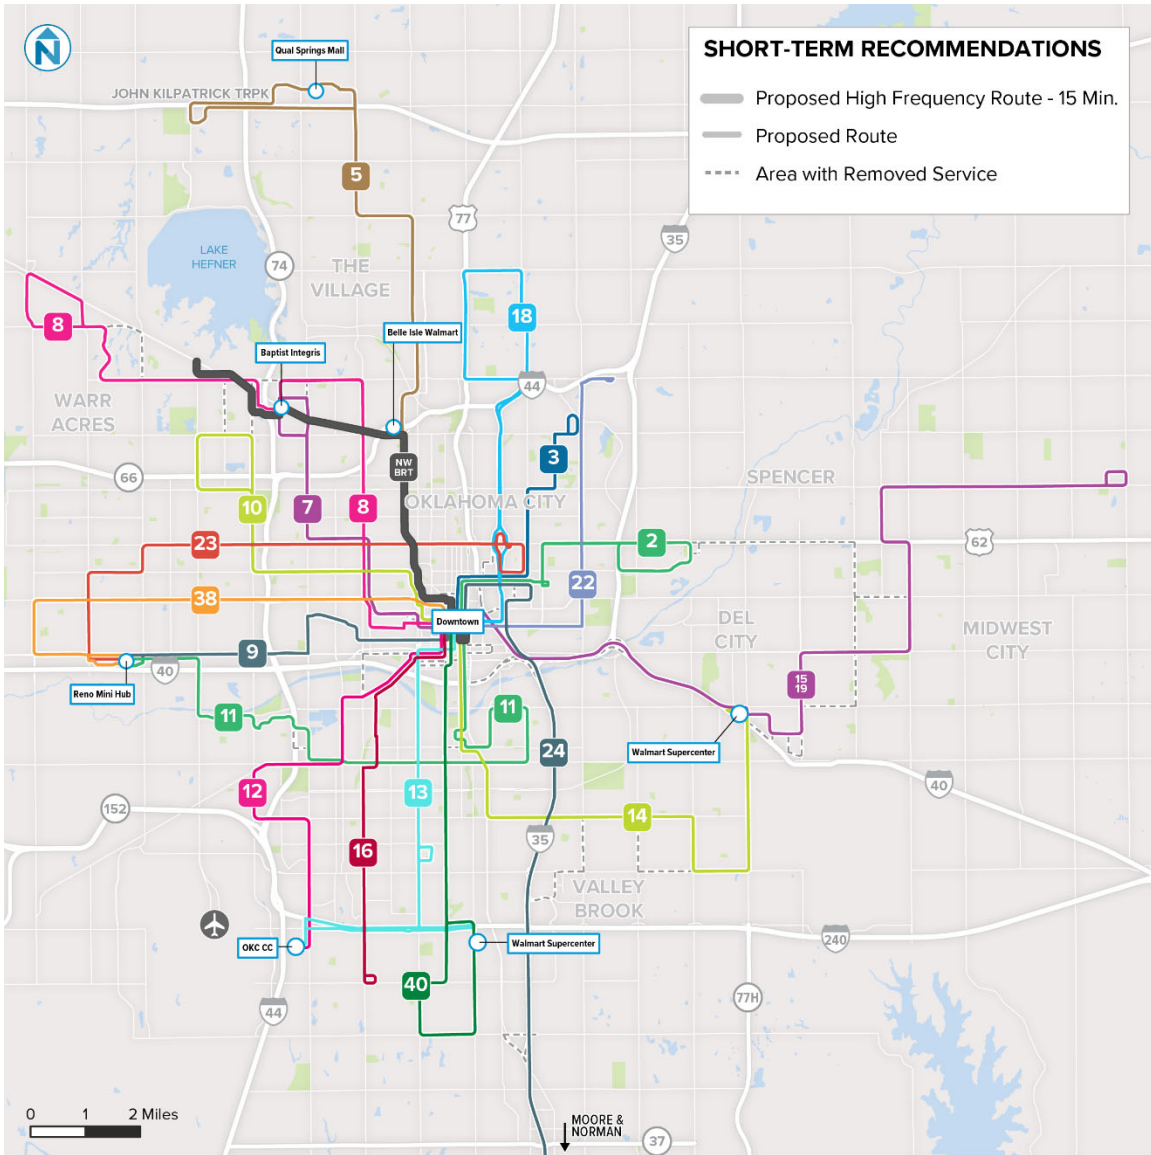 N
Qual Springs Mall
SHORT-TERM RECOMMENDATIONS
Proposed High Frequency Route - 15 Min.
Proposed Route
Area with Removed Service
JOHN KILPATRICK TRPK
5
77
35
LAKE
HEFNER
74
THE
VILLAGE
8
18
Belle Isle Walmart
Baptist Integris
44
WARR
ACRES
3
NW
BRT
66
SPENCER
OKLAHOMA CITY
10
7
8
23
2
62
22
38
Downtown
DEL
CITY
MIDWEST
CITY
9
40
Reno Mini Hub
15
19
11
11
Walmart Supercenter
24
12
13
40
152
14
35
16
VALLEY
BROOK
OKC CC
Walmart Supercenter
240
40
77H
44
0 1 2 Miles
MOORE &
NORMAN
37